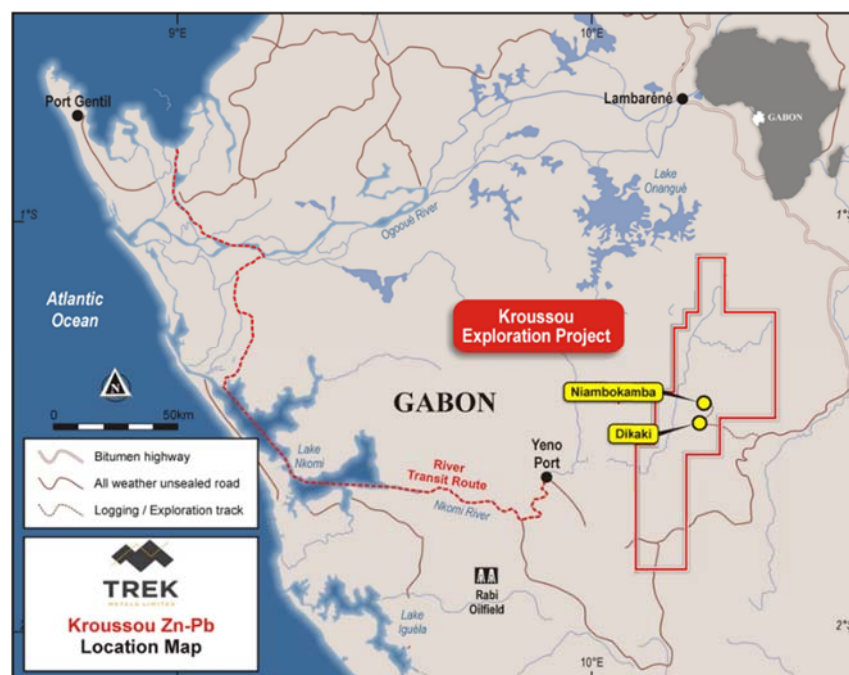 9°E
10°E
Port Gentil
Lambaréné
GABON
Lake
Onangué
1°S
1°S
Ogooué River
Atlantic
Ocean
Kroussou
Exploration Project
N
0
50km
Niambokamba
GABON
Dikaki
Yeno
Port
Lake
Nkomi
River
Transit Route
Nkomi River
Bitumen highway
All weather unsealed road
Logging / Exploration track
TREK
METALS LIMITED
Kroussou Zn-Pb
Location Map
Rabi
Oilfield
Lake
Iguéla
2°S
10°E